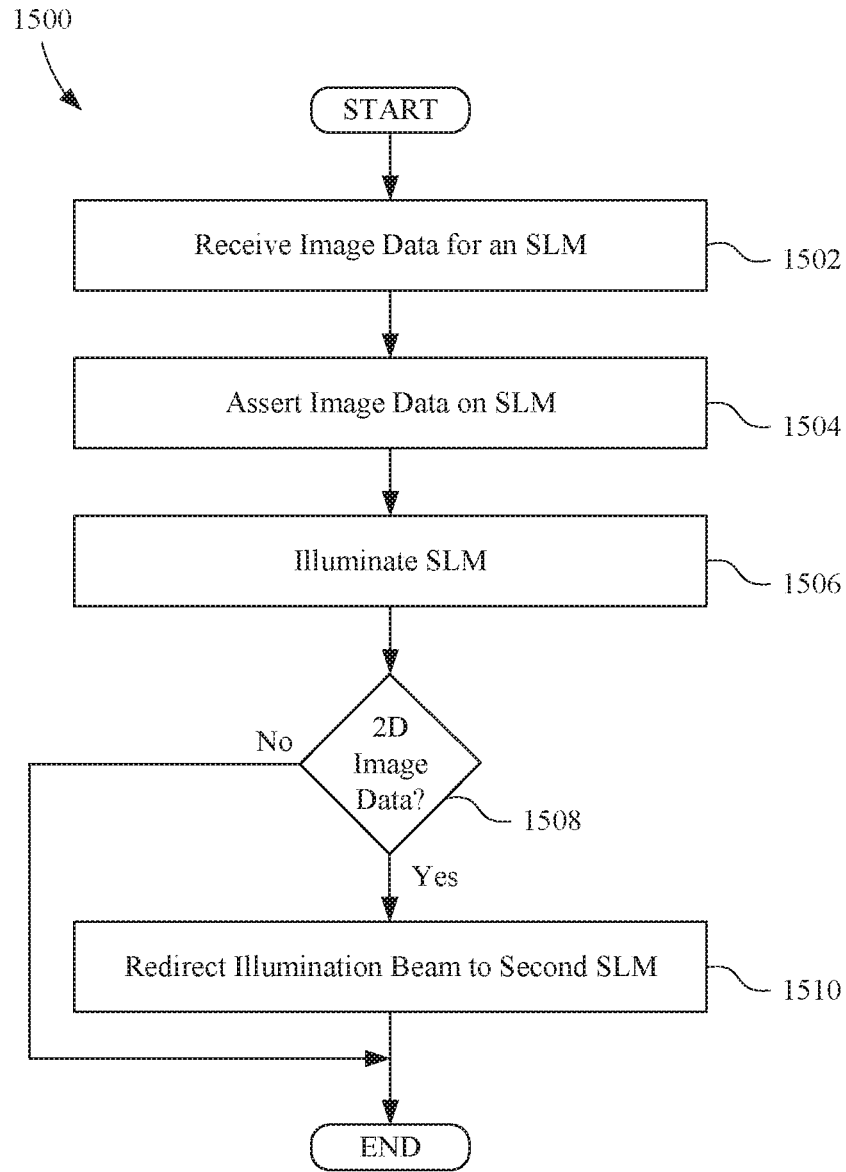 1500
START
Receive Image Data for an SLM
1502
Assert Image Data on SLM
1504
Illuminate SLM
1506
No
2D
Image
Data?
1508
Yes
Redirect Illumination Beam to Second SLM
1510
END